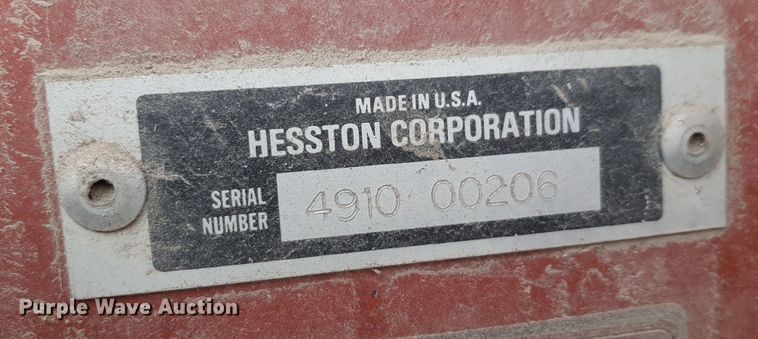 MADE IN U.S.A.
HESSTON CORPORATION
SERIAL
NUMBER
4910 00206
Purple Wave Auction